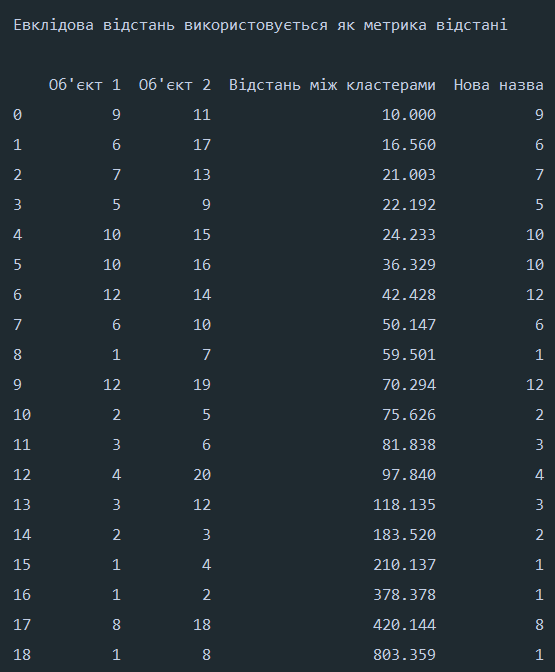 Евклідова відстань використовується як метрика відстані
Об'єкт 1 Об'єкт 2 Відстань між кластерами Нова назва
0 9 11 10.000 9
1 6 17 16.560 6
2 7 13 21.003 7
3 5 9 22.192 5
4 10 15 24.233 10
5 10 16 36.329 10
6 12 14 42.428 12
7 6 10 50.147 6
8 1 7 59.501 1
9 12 19 70.294 12
10 2 5 75.626 2
11 3 6 81.838 3
12 4 20 97.840 4
13 3 12 118.135 3
14 2 3 183.520 2
15 1 4 210.137 1
16 1 2 378.378 1
17 8 18 420.144 8
18 1 8 803.359 1